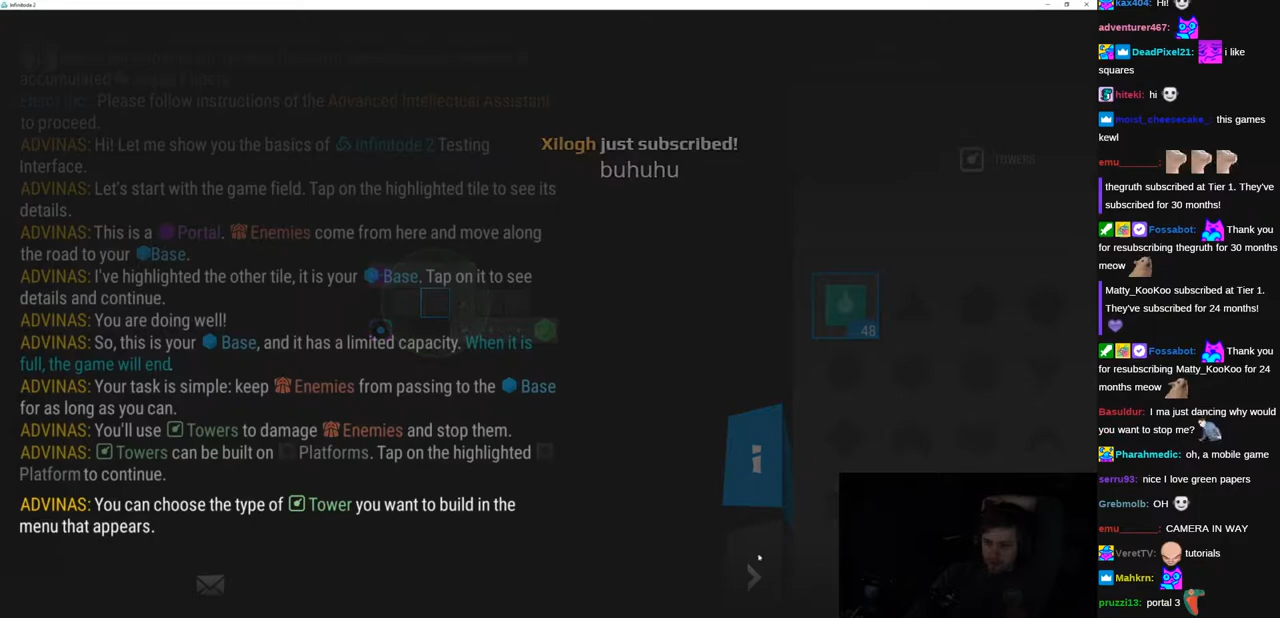 Infinitode 2
accumulated
Please follow instructions of the Advanced Intellectual Assistant
to proceed.
ADVINAS: Hi! Let me show you the basics of Infinitode 2 Testing
Interface.
ADVINAS: Let's start with the game field. Tap on the highlighted tile to see its
details.
ADVINAS: This is a Portal. Enemies come from here and move along
the road to your Base.
ADVINAS: I've highlighted the other tile, it is your Base. Tap on it to see
details and continue.
ADVINAS: You are doing well!
ADVINAS: So, this is your Base, and it has a limited capacity. When it is
full, the game will end.
ADVINAS: Your task is simple: keep Enemies from passing to the Base
for as long as you can.
ADVINAS: You'll use Towers to damage Enemies and stop them.
ADVINAS: Towers can be built on Platforms. Tap on the highlighted
Platform to continue.
ADVINAS: You can choose the type of Tower you want to build in the
menu that appears.
Xilogh just subscribed!
buhuhu
TOWERS
48
i
kax404: Hi!
adventurer467:
DeadPixel21: i like
squares
hiteki: hi
moist_cheesecake_: this games
kewl
emu_______:
thegruth subscribed at Tier 1. They've
subscribed for 30 months!
Fossabot: Thank you
for resubscribing thegruth for 30 months
meow
Matty_KooKoo subscribed at Tier 1.
They've subscribed for 24 months!
Fossabot: Thank you
for resubscribing Matty_KooKoo for 24
months meow
Basuldur: I ma just dancing why would
you want to stop me?
Pharahmedic: oh, a mobile game
serru93: nice I love green papers
Grebmolb: OH
emu_______: CAMERA IN WAY
VeretTV: tutorials
Mahkrn:
pruzzi13: portal 3